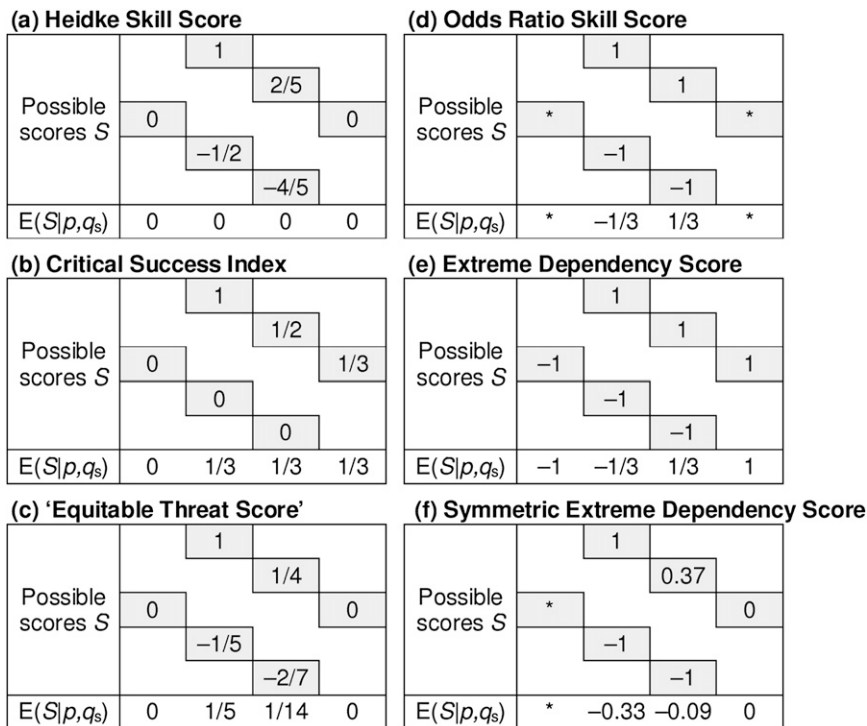 (a) Heidke Skill Score
1
2/5
Possible scores S
0
0
−1/2
−4/5
E(S|p,qs) 0 0 0 0
(b) Critical Success Index
1
1/2
Possible scores S
0
1/3
0
0
E(S|p,qs) 0 1/3 1/3 1/3
(c) ‘Equitable Threat Score’
1
1/4
Possible scores S
0
0
−1/5
−2/7
E(S|p,qs) 0 1/5 1/14 0
(d) Odds Ratio Skill Score
1
1
*
*
−1
−1
E(S|p,qs) * −1/3 1/3 *
Possible scores S
(e) Extreme Dependency Score
1
1
Possible scores S
−1
1
−1
−1
E(S|p,qs) −1 −1/3 1/3 1
(f) Symmetric Extreme Dependency Score
1
0.37
Possible scores S
*
0
−1
−1
E(S|p,qs) * −0.33 −0.09 0